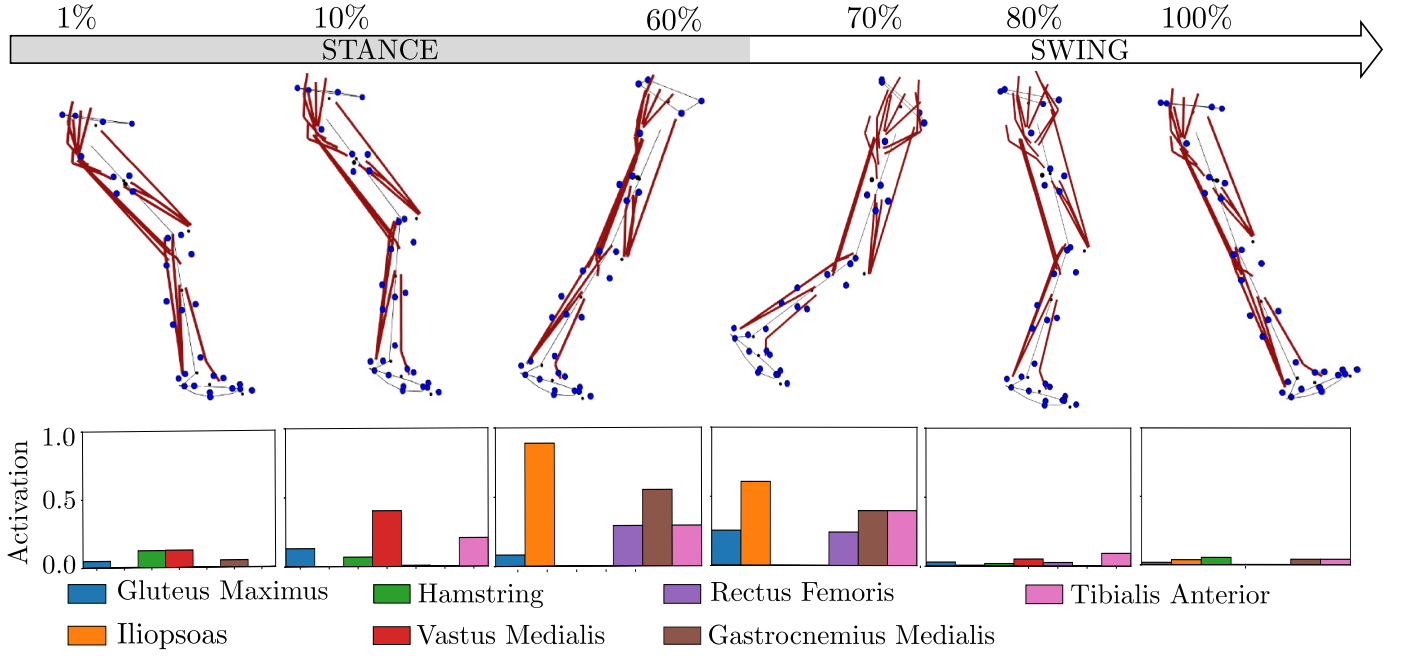 1% 10% 60% 70% 80% 100%
STANCE SWING
Activation
1.0
0.5
0.0
Gluteus Maximus Hamstring Rectus Femoris Tibialis Anterior
Iliopsoas Vastus Medialis Gastrocnemius Medialis